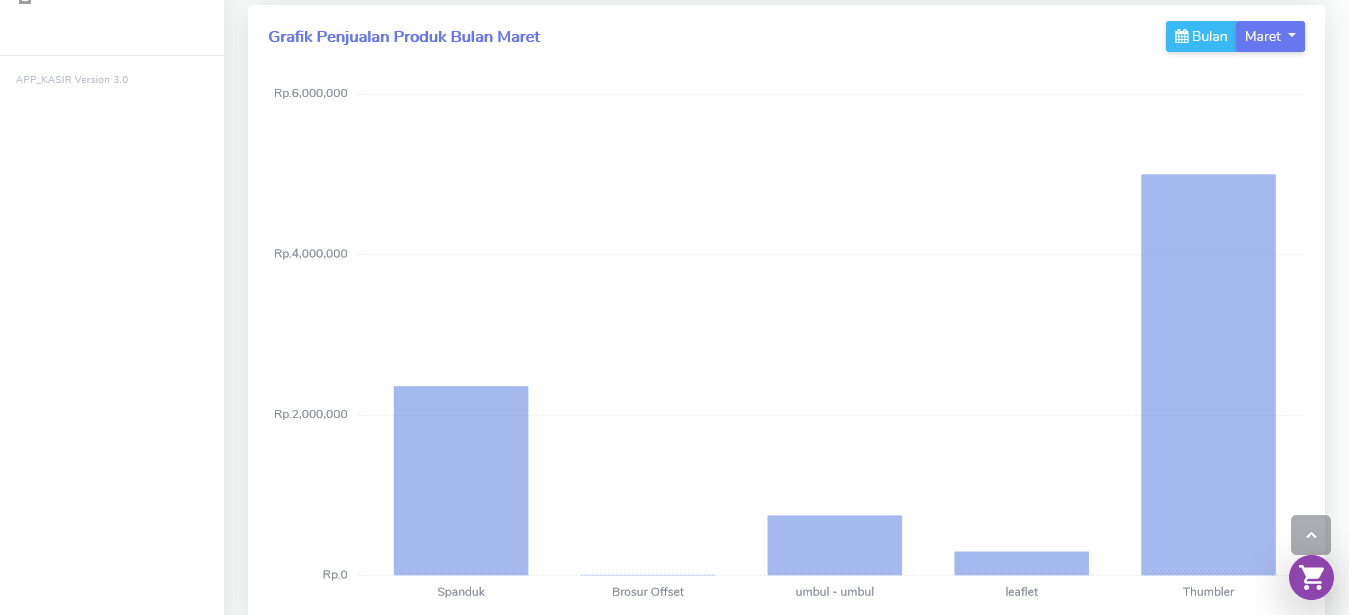 Grafik Penjualan Produk Bulan Maret
Bulan
Maret
APP_KASIR Version 3.0
Rp.6,000,000
Rp.4,000,000
Rp.2,000,000
Rp.0
Spanduk
Brosur Offset
umbul - umbul
leaflet
Thumbler